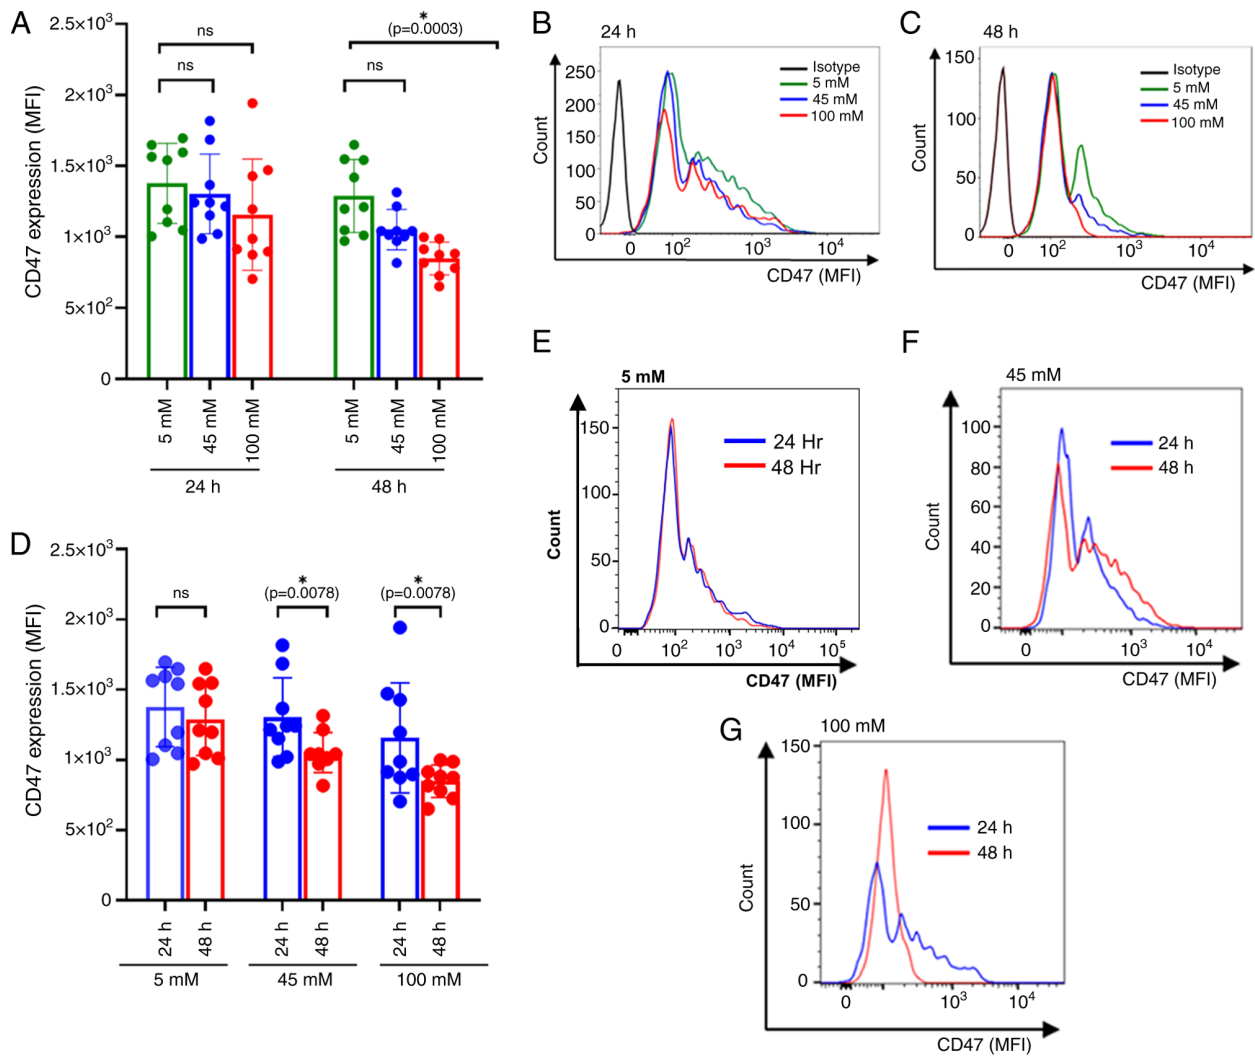 A
2.5×10³
2×10³
1.5×10³
1×10³
5×10²
0
CD47 expression (MFI)
ns
ns
*
(p=0.0003)
ns
5 mM
45 mM
100 mM
5 mM
45 mM
100 mM
24 h
48 h
B
24 h
250
200
150
100
50
0
Count
Isotype
5 mM
45 mM
100 mM
0
10²
10³
10⁴
CD47 (MFI)
C
48 h
150
100
50
0
Count
Isotype
5 mM
45 mM
100 mM
0
10²
10³
10⁴
CD47 (MFI)
D
2.5×10³
2×10³
1.5×10³
1×10³
5×10²
0
CD47 expression (MFI)
ns
*
(p=0.0078)
*
(p=0.0078)
24 h
48 h
24 h
48 h
24 h
48 h
5 mM
45 mM
100 mM
E
5 mM
150
100
50
0
Count
24 Hr
48 Hr
0
10²
10³
10⁴
10⁵
CD47 (MFI)
F
45 mM
100
80
60
40
20
0
Count
24 h
48 h
0
10³
10⁴
CD47 (MFI)
G
100 mM
150
100
50
0
Count
24 h
48 h
0
10³
10⁴
CD47 (MFI)